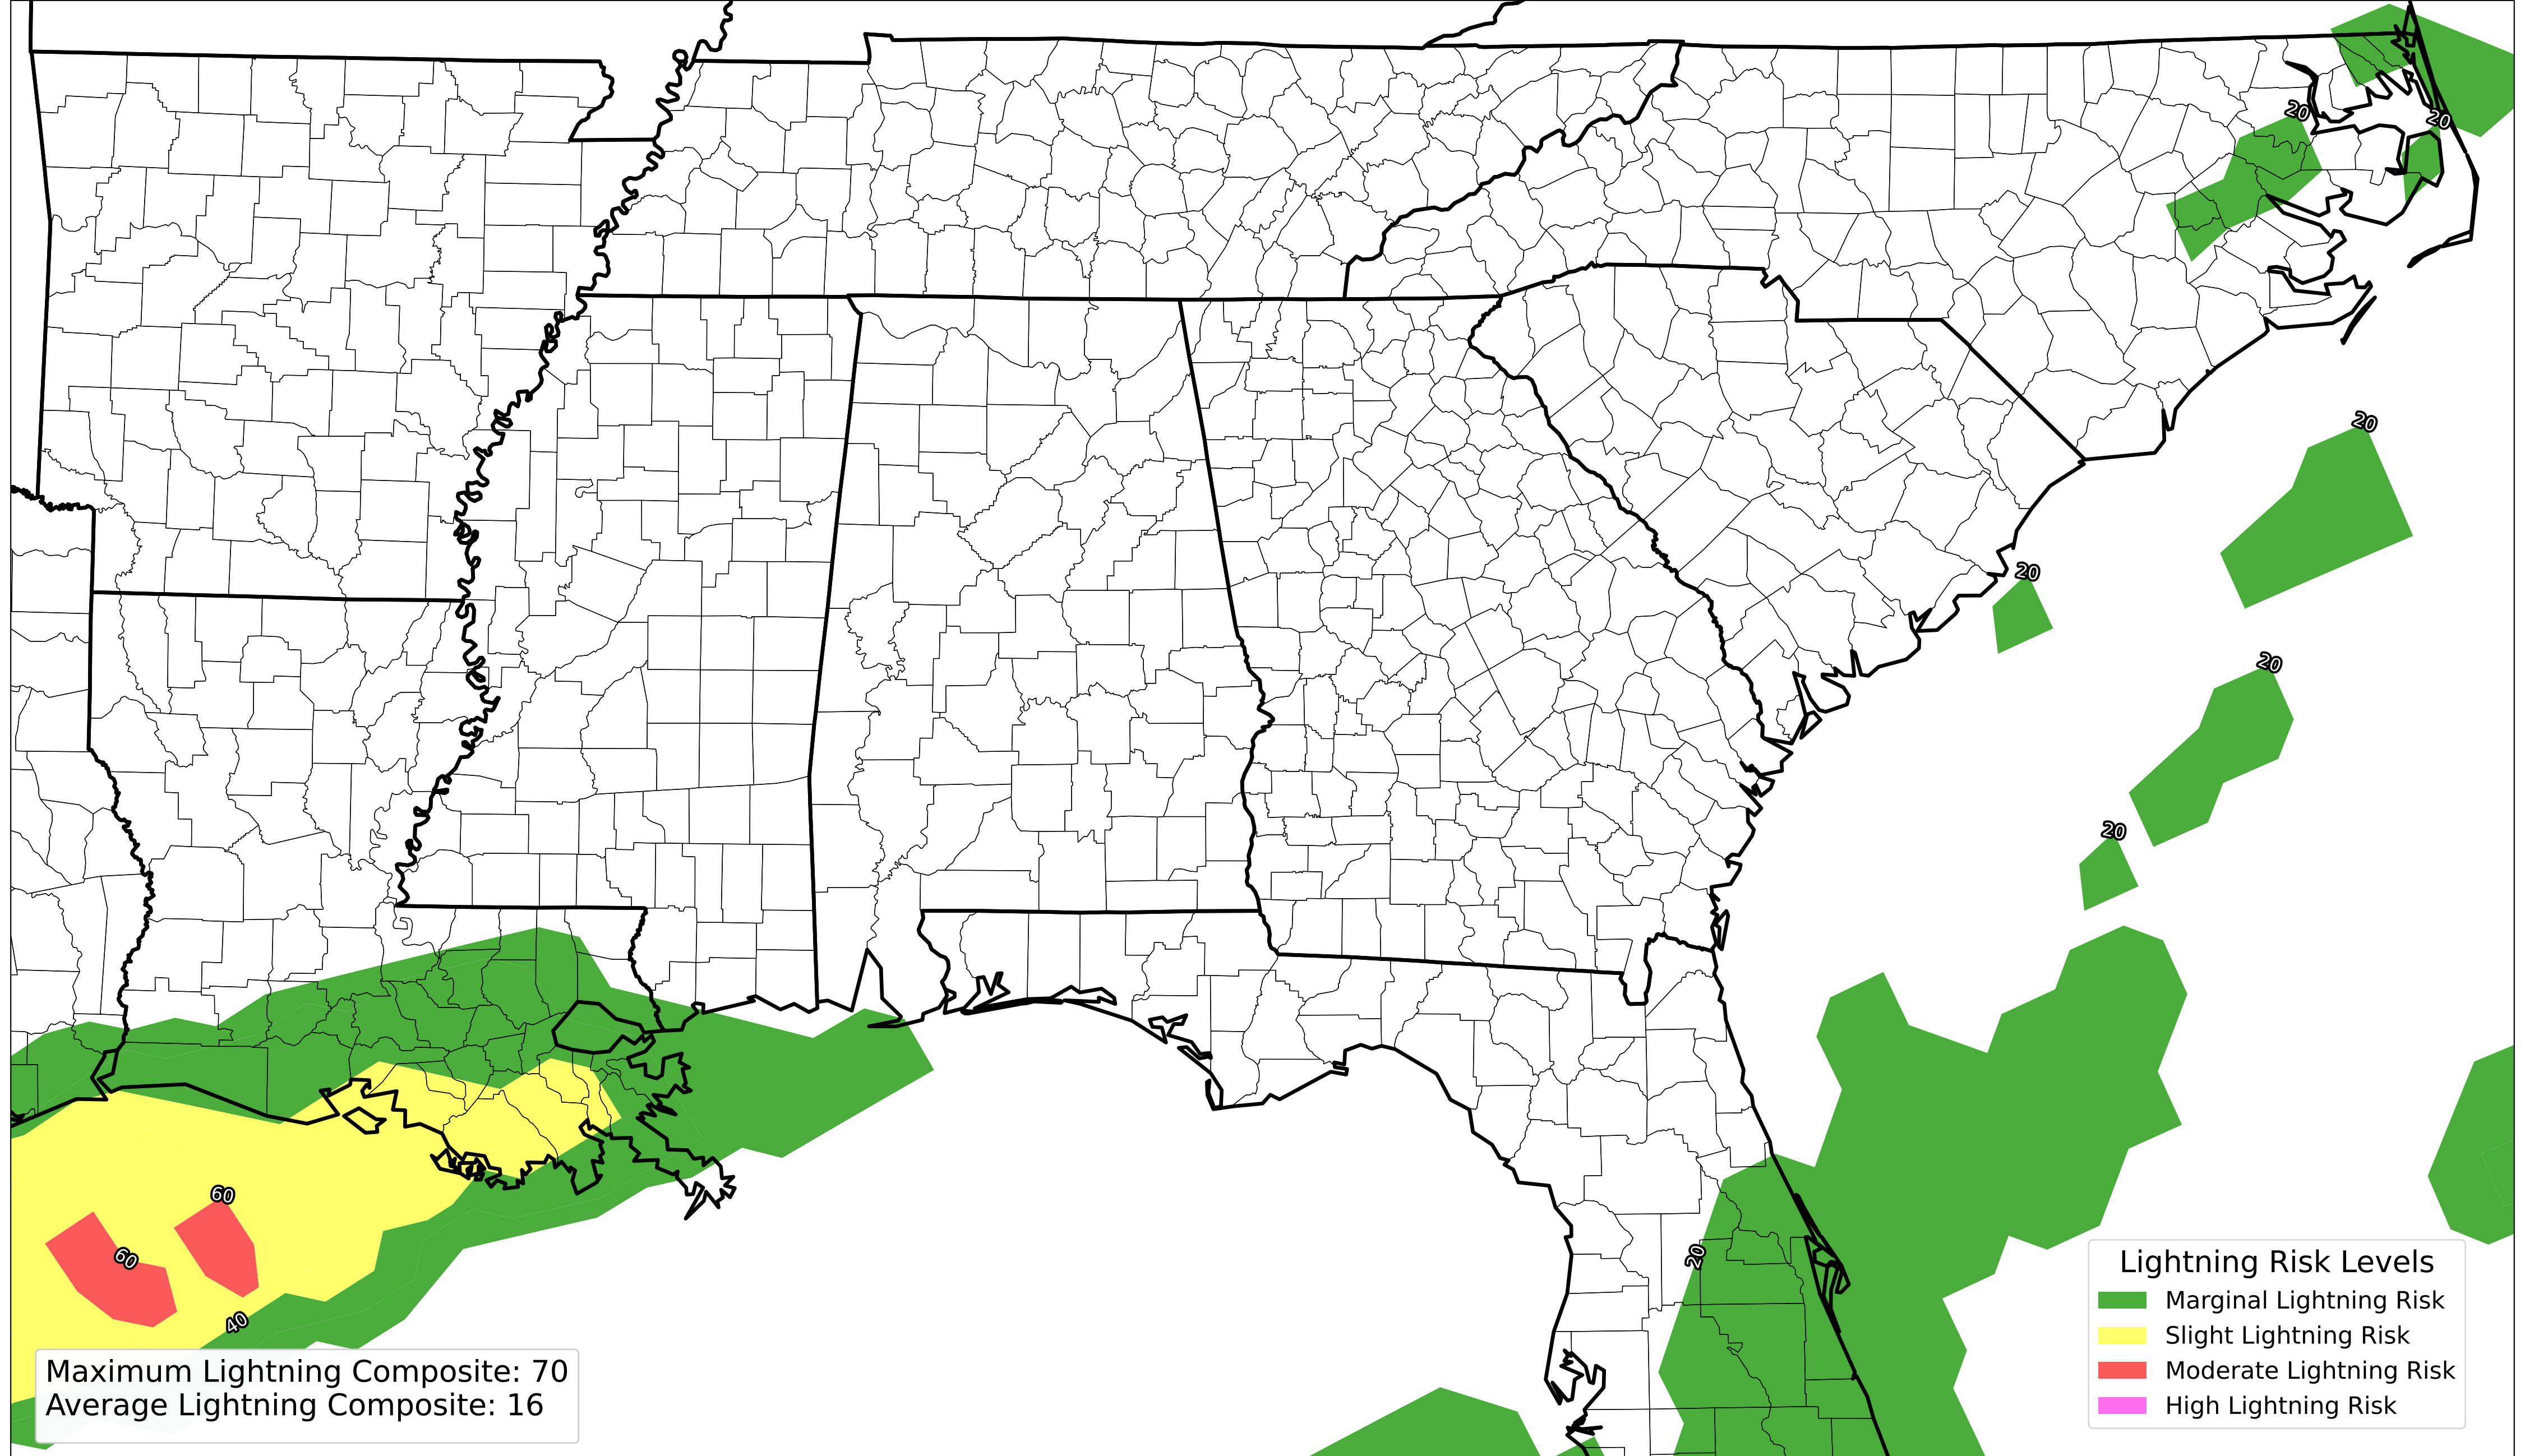 20
20
20
20
20
20
20
60
60
40
Maximum Lightning Composite: 70
Average Lightning Composite: 16
Lightning Risk Levels
Marginal Lightning Risk
Slight Lightning Risk
Moderate Lightning Risk
High Lightning Risk